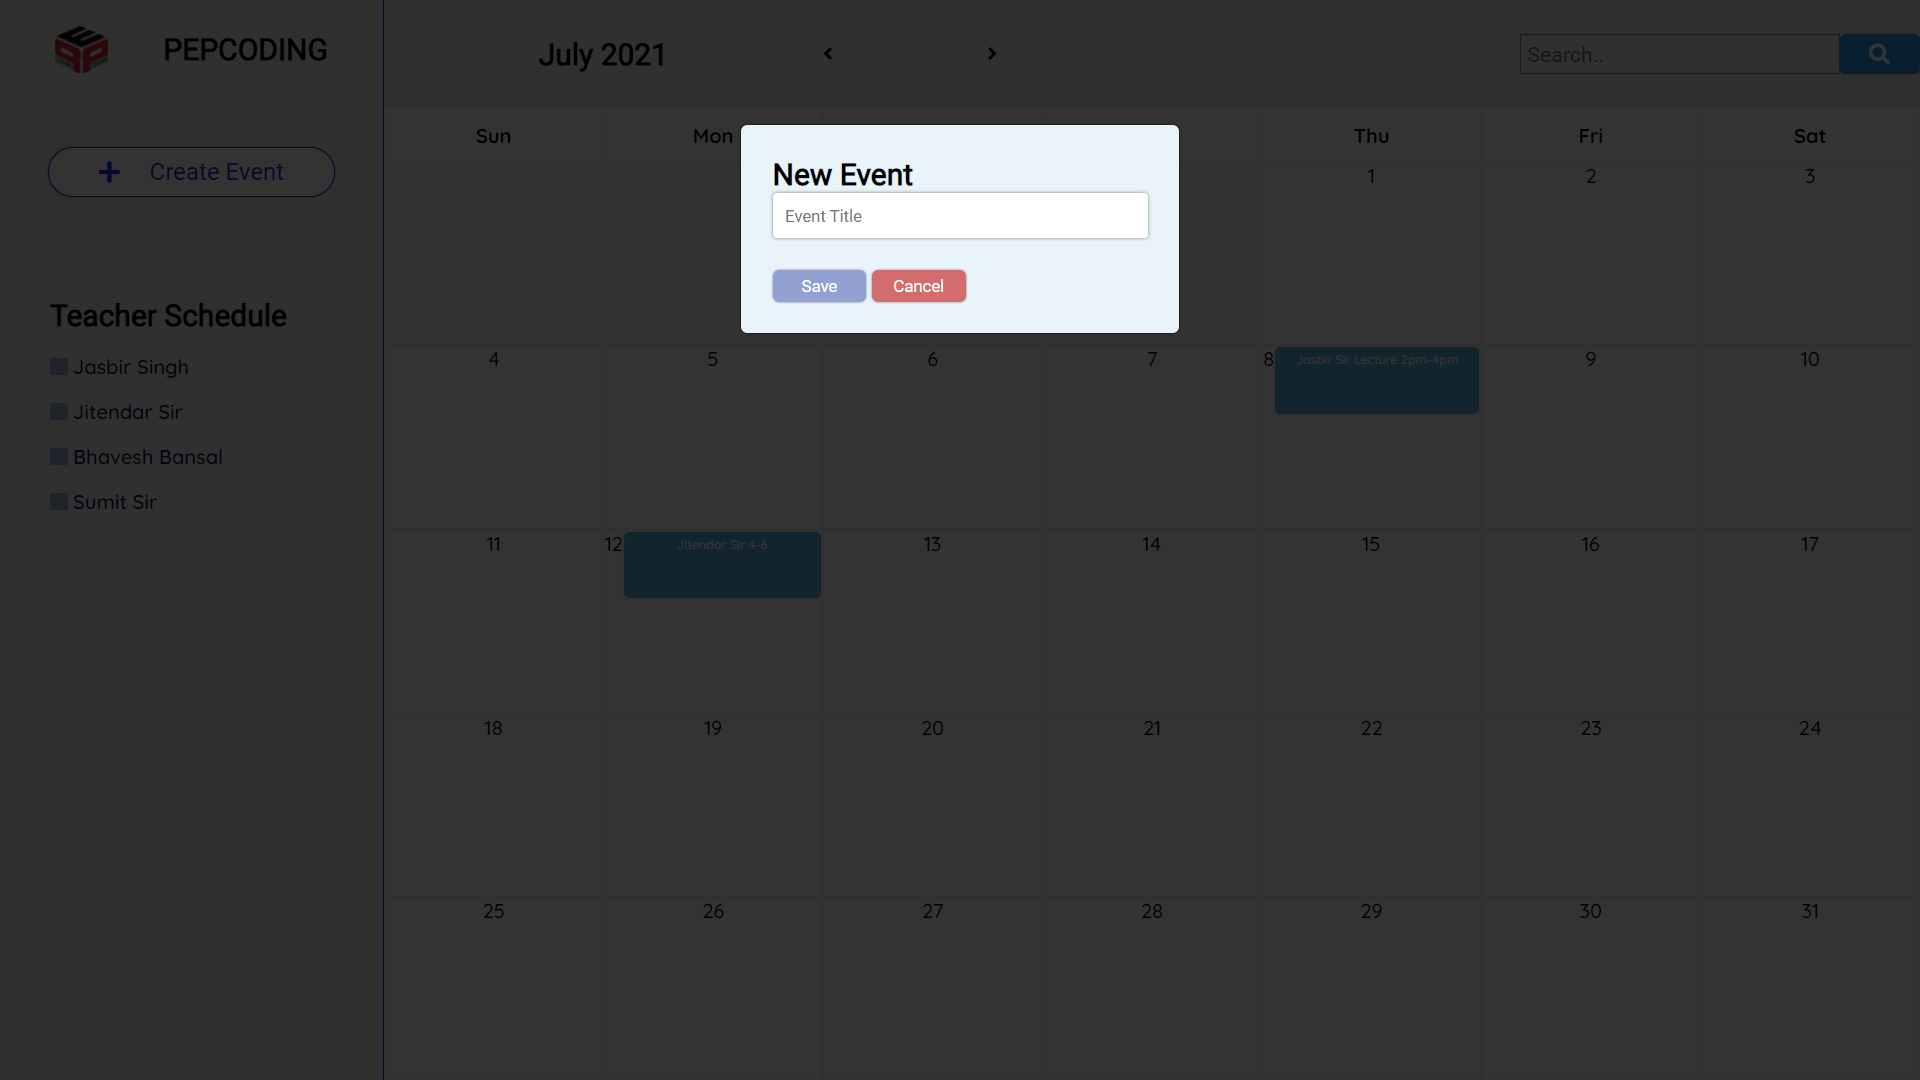 PEPCODING
July 2021
Search..
Create Event
Sun Mon Thu Fri Sat
New Event
Event Title
Save Cancel
1 2 3
Teacher Schedule
Jasbir Singh
Jitendar Sir
Bhavesh Bansal
Sumit Sir
4 5 6 7 8 Jasbir Sir Lecture 2pm-4pm 9 10
11 12 Jitendar Sir 4-6 13 14 15 16 17
18 19 20 21 22 23 24
25 26 27 28 29 30 31